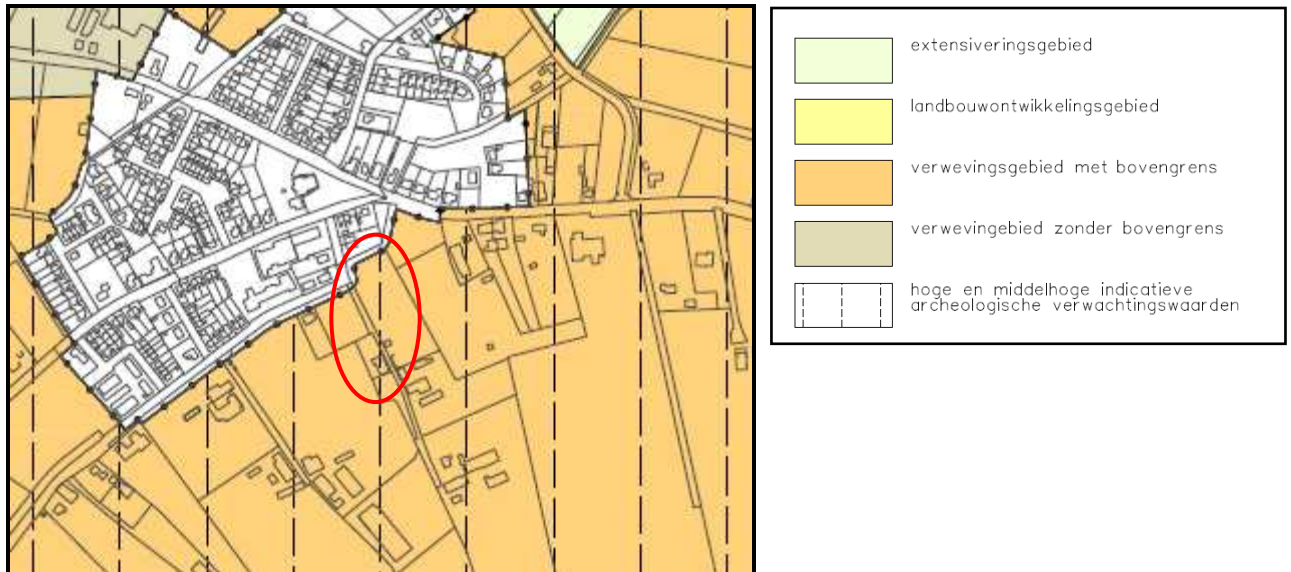 extensiveringsgebied
landbouwontwikkelingsgebied
verwevingsgebied met bovengrens
verwevingebied zonder bovengrens
hoge en middelhoge indicatieve
archeologische verwachtingswaarden